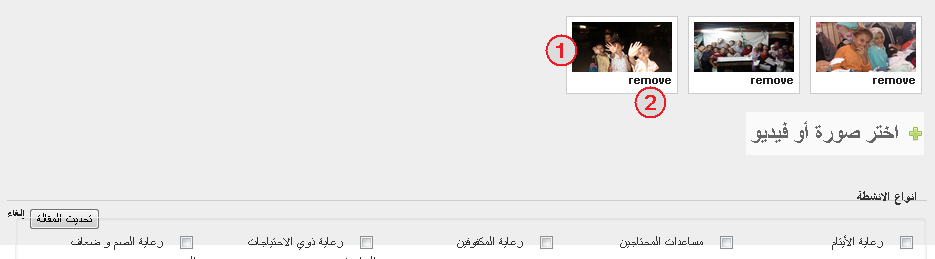 1
remove remove remove
2
اختر صورة أو فيديو
انواع الانشطة
تحديث المقالة إلغاء
رعاية الأيتام مساعدات المحتاجين رعاية المكفوفين رعاية ذوي الاحتياجات رعاية الصم و ضعاف